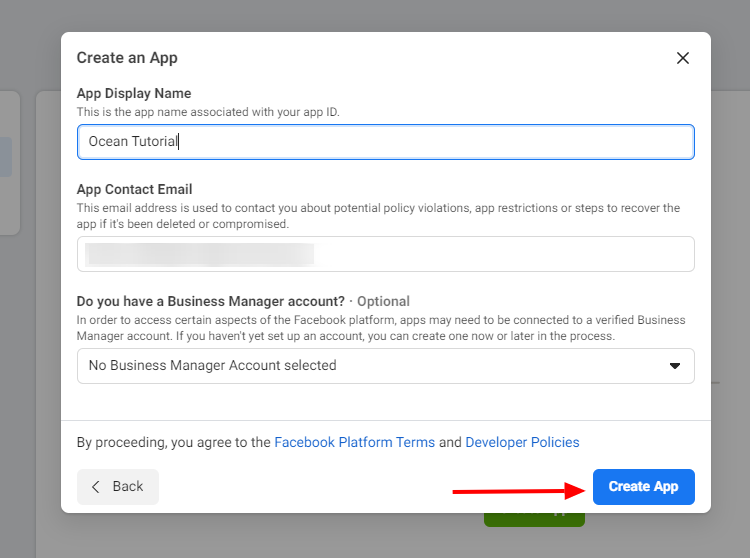 Create an App
App Display Name
This is the app name associated with your app ID.
Ocean Tutorial
App Contact Email
This email address is used to contact you about potential policy violations, app restrictions or steps to recover the
app if it's been deleted or compromised.
Do you have a Business Manager account? · Optional
In order to access certain aspects of the Facebook platform, apps may need to be connected to a verified Business
Manager account. If you haven't yet set up an account, you can create one now or later in the process.
No Business Manager Account selected
By proceeding, you agree to the Facebook Platform Terms and Developer Policies
Back
Create App